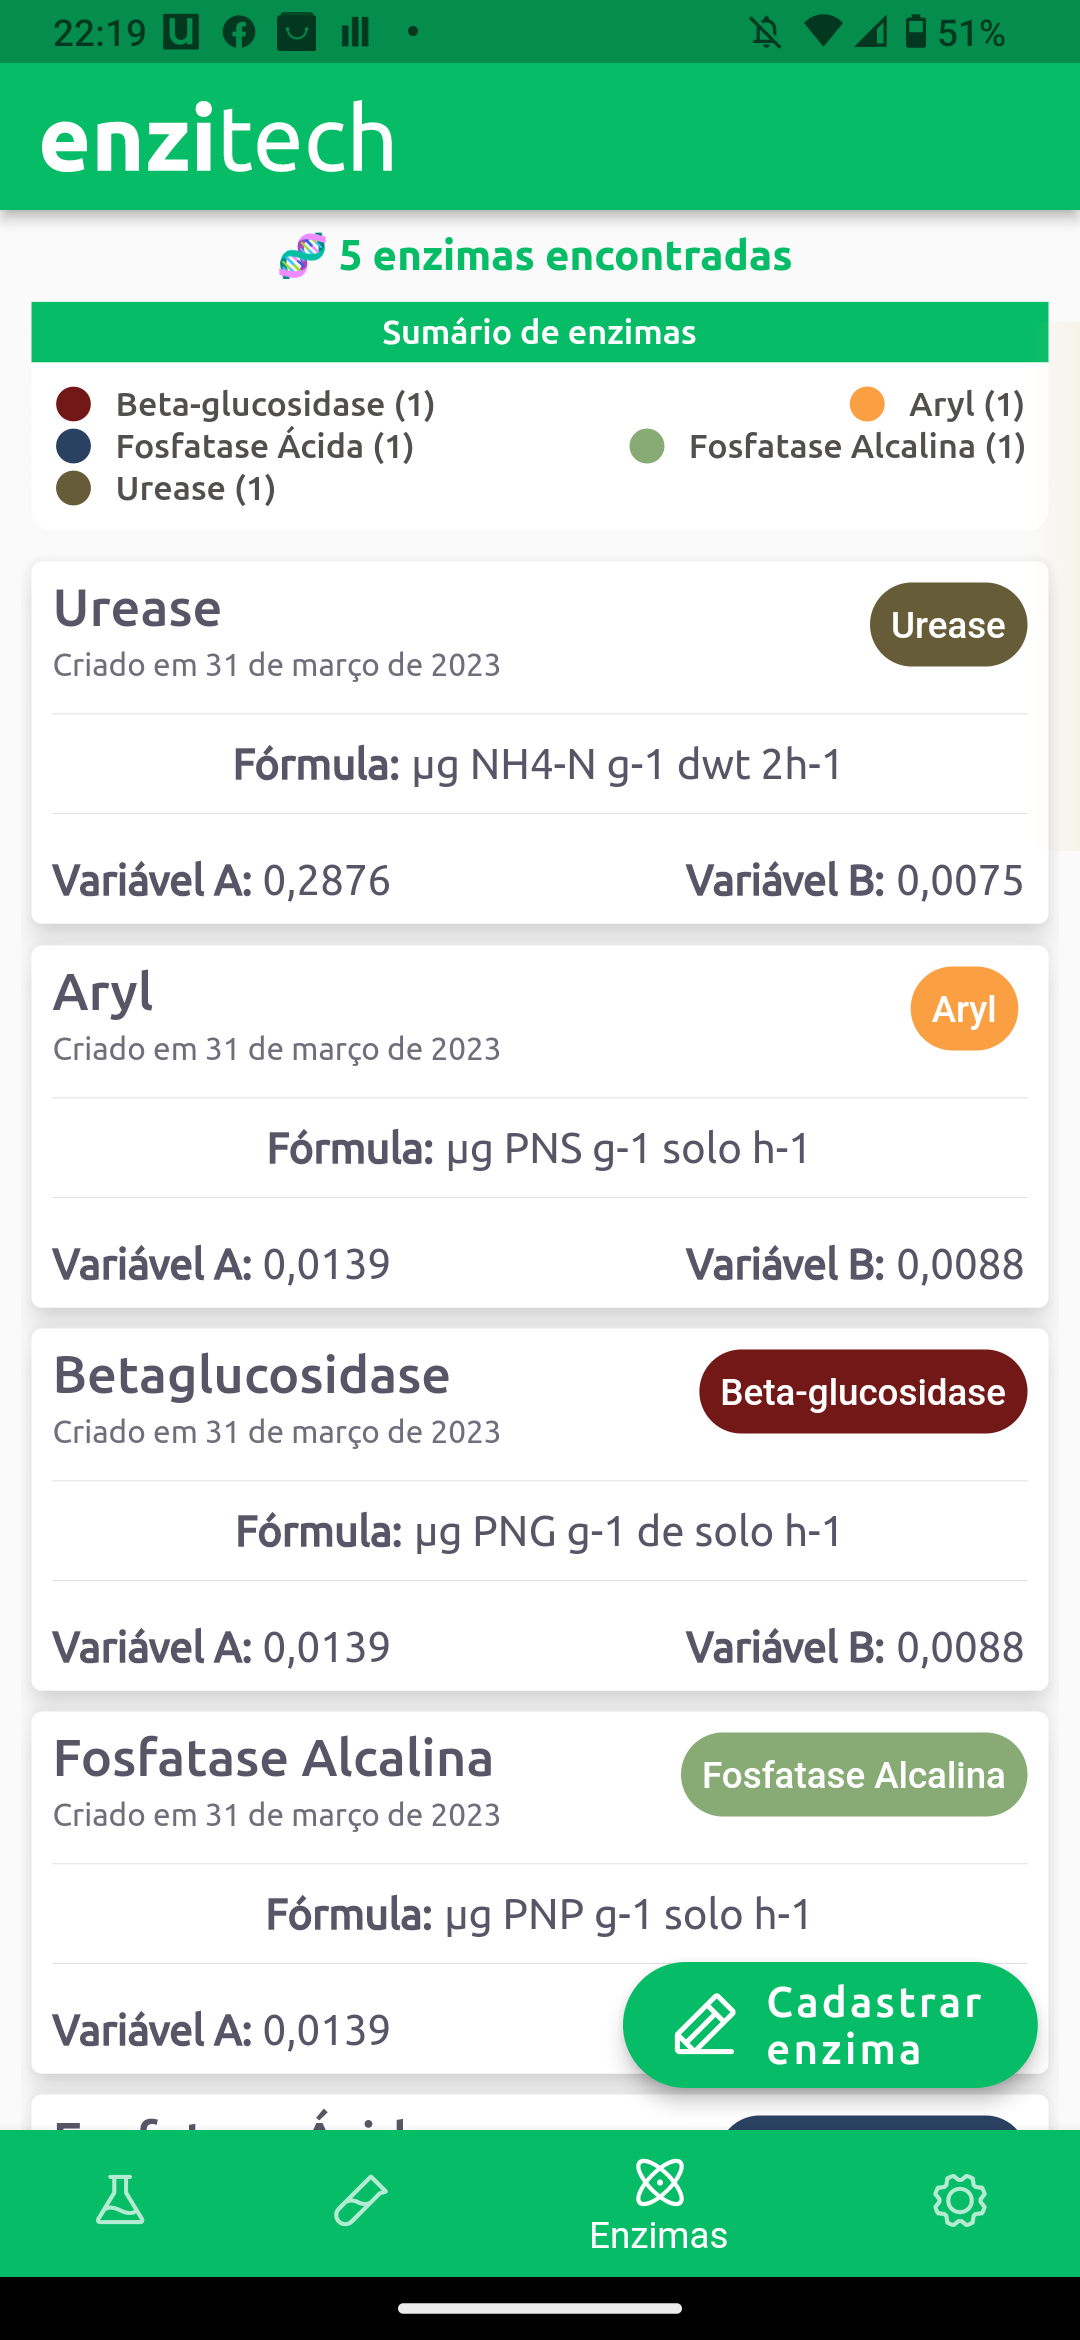 22:19
51%
enzitech
5 enzimas encontradas
Sumário de enzimas
Beta-glucosidase (1)
Aryl (1)
Fosfatase Ácida (1)
Fosfatase Alcalina (1)
Urease (1)
Urease
Urease
Criado em 31 de março de 2023
Fórmula: µg NH4-N g-1 dwt 2h-1
Variável A: 0,2876
Variável B: 0,0075
Aryl
Aryl
Criado em 31 de março de 2023
Fórmula: µg PNS g-1 solo h-1
Variável A: 0,0139
Variável B: 0,0088
Betaglucosidase
Beta-glucosidase
Criado em 31 de março de 2023
Fórmula: µg PNG g-1 de solo h-1
Variável A: 0,0139
Variável B: 0,0088
Fosfatase Alcalina
Fosfatase Alcalina
Criado em 31 de março de 2023
Fórmula: µg PNP g-1 solo h-1
Variável A: 0,0139
Cadastrar
enzima
Enzimas